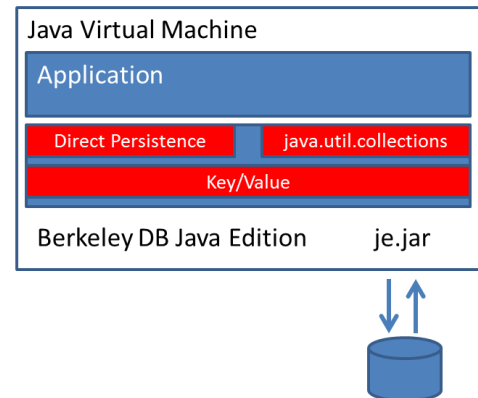 Java Virtual Machine
Application
Direct Persistence
java.util.collections
Key/Value
Berkeley DB Java Edition je.jar